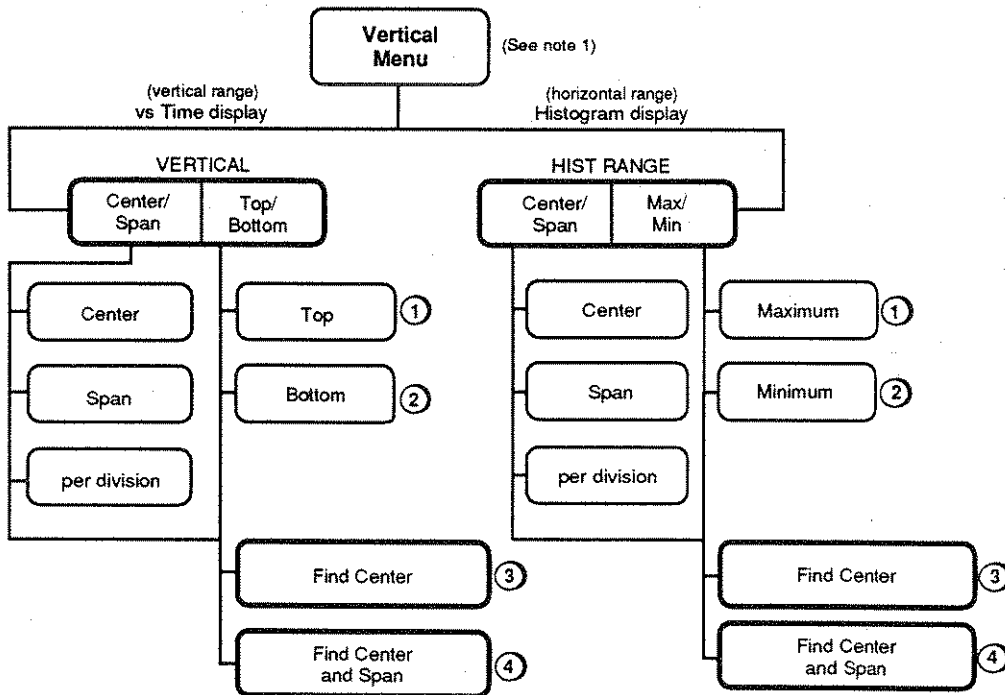 Vertical
Menu
(See note 1)
(vertical range)
vs Time display
(horizontal range)
Histogram display
VERTICAL
Center/
Span
Top/
Bottom
HIST RANGE
Center/
Span
Max/
Min
Center
Top
1
Span
Bottom
2
per division
Find Center
3
Find Center
and Span
4
Center
Maximum
1
Span
Minimum
2
per division
Find Center
3
Find Center
and Span
4